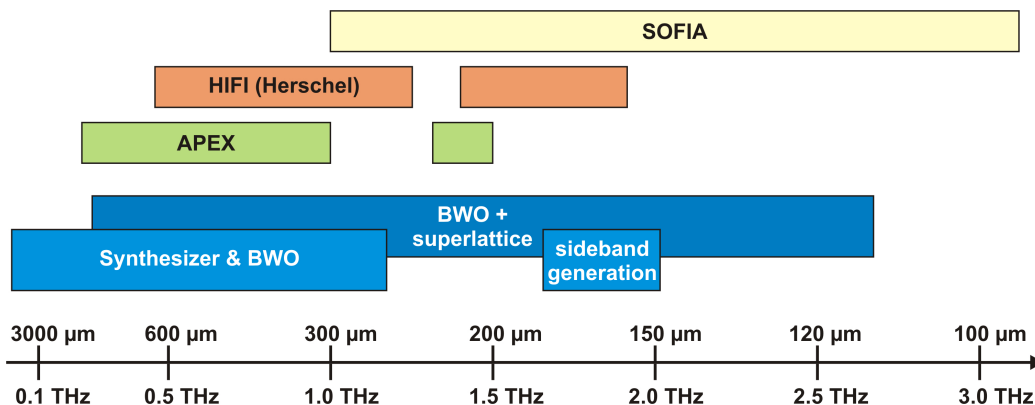 SOFIA
HIFI (Herschel)
APEX
BWO +
superlattice
Synthesizer & BWO
sideband
generation
3000 µm 600 µm 300 µm 200 µm 150 µm 120 µm 100 µm
0.1 THz 0.5 THz 1.0 THz 1.5 THz 2.0 THz 2.5 THz 3.0 THz